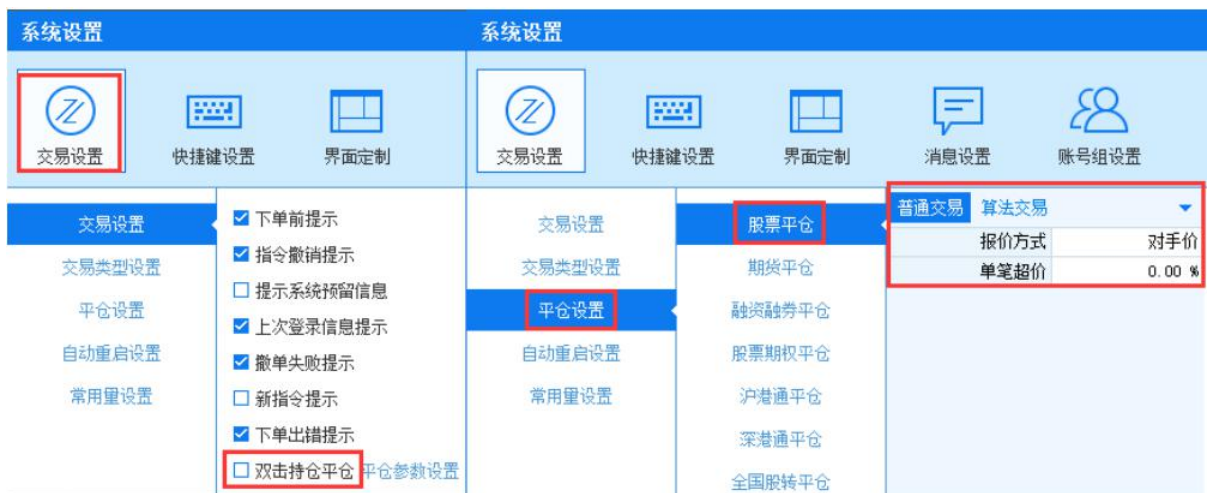 系统设置
交易设置 快捷键设置 界面定制
交易设置
交易类型设置
平仓设置
自动重启设置
常用量设置
下单前提示
指令撤销提示
提示系统预留信息
上次登录信息提示
撤单失败提示
新指令提示
下单出错提示
双击持仓平仓 平仓参数设置
系统设置
交易设置 快捷键设置 界面定制 消息设置 账号组设置
交易设置
交易类型设置
平仓设置
自动重启设置
常用量设置
股票平仓
期货平仓
融资融券平仓
股票期权平仓
沪港通平仓
深港通平仓
全国股转平仓
普通交易 算法交易
报价方式 对手价
单笔超价 0.00 %